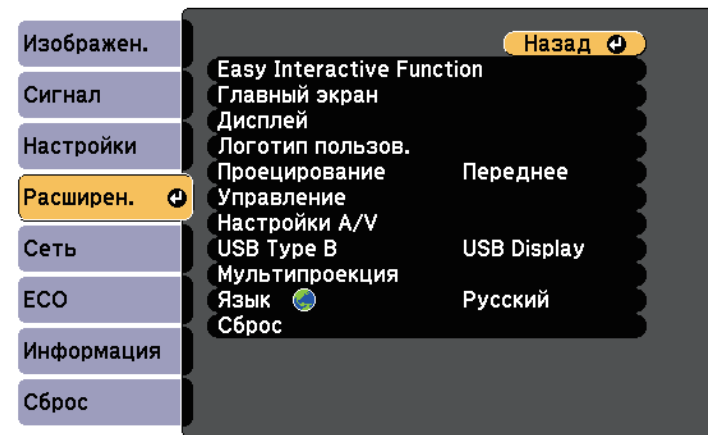 Изображен.
Сигнал
Настройки
Расширен.
Сеть
ECO
Информация
Сброс
Назад
Easy Interactive Function
Главный экран
Дисплей
Логотип пользов.
Проецирование Переднее
Управление
Настройки A/V
USB Type B USB Display
Мультипроекция
Язык Русский
Сброс